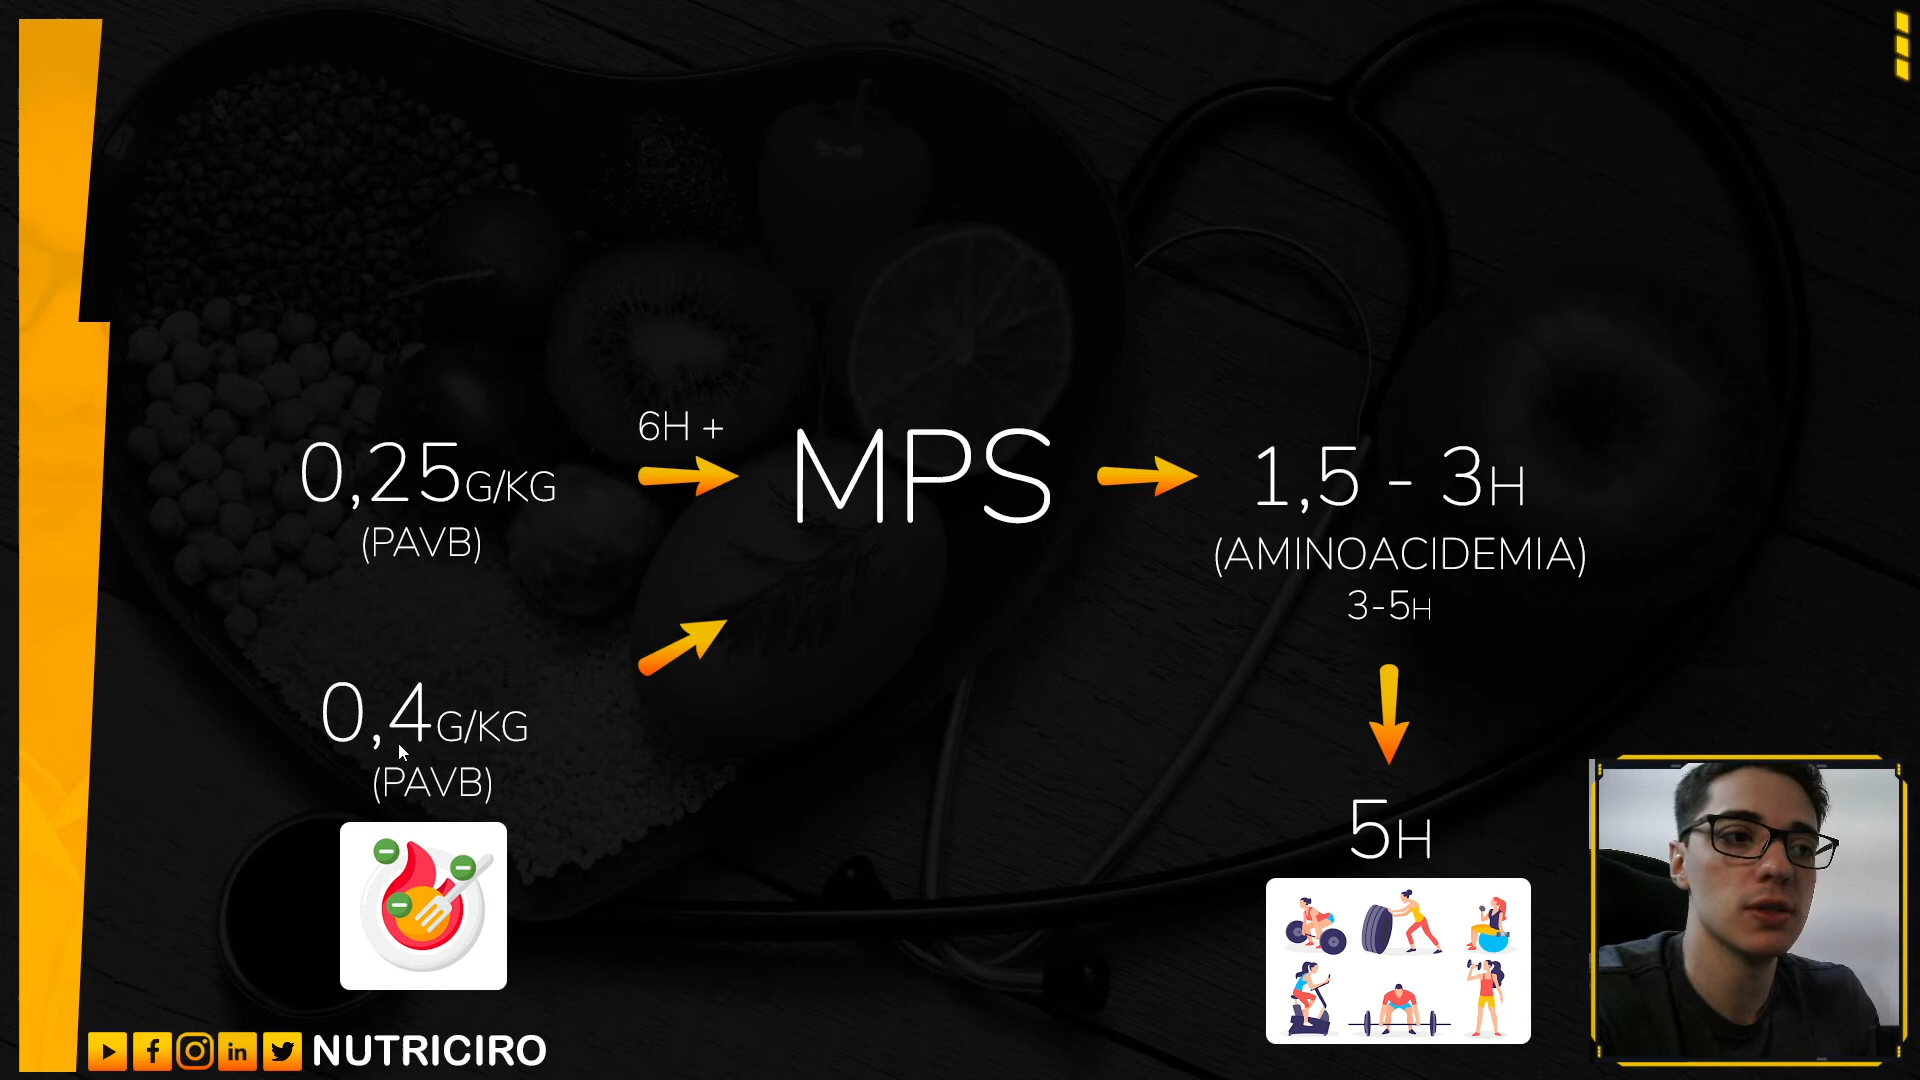 6H +
0,25G/KG
(PAVB)
MPS
1,5 - 3H
(AMINOACIDEMIA)
3-5H
0,4G/KG
(PAVB)
5H
NUTRICIRO